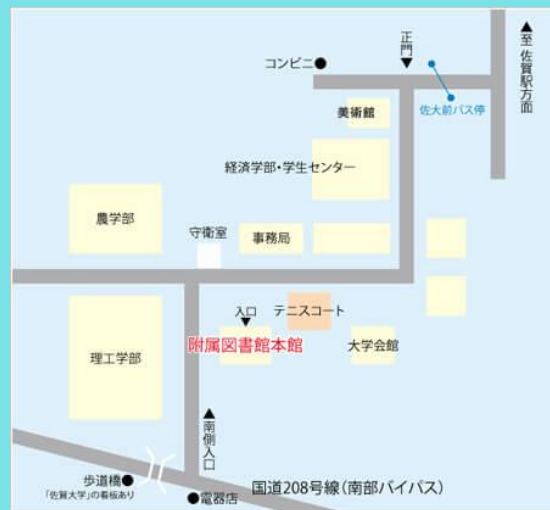 正門
コンビニ
至 佐賀駅方面
佐大前バス停
美術館
経済学部・学生センター
農学部
守衛室
事務局
入口
テニスコート
附属図書館本館
大学会館
理工学部
南側入口
歩道橋
「佐賀大学」の看板あり
電器店
国道208号線（南部バイパス）